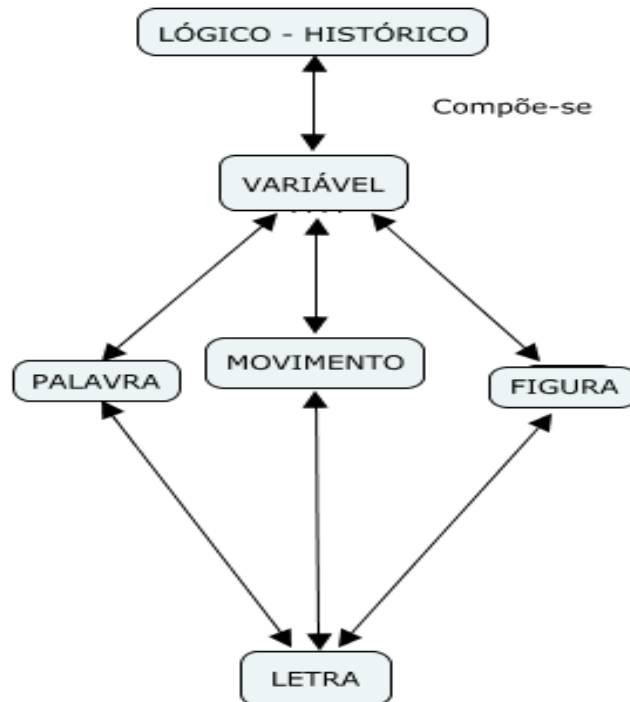 LÓGICO - HISTÓRICO
Compõe-se
VARIÁVEL
PALAVRA
MOVIMENTO
FIGURA
LETRA